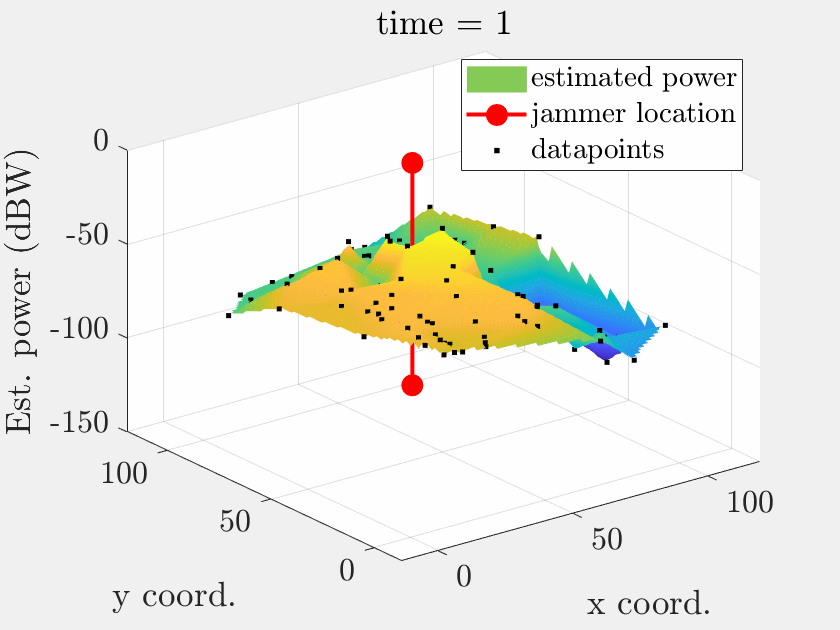 time = 1
estimated power
jammer location
datapoints
Est. power (dBW)
0
-50
-100
-150
100
50
0
y coord.
0
50
100
x coord.